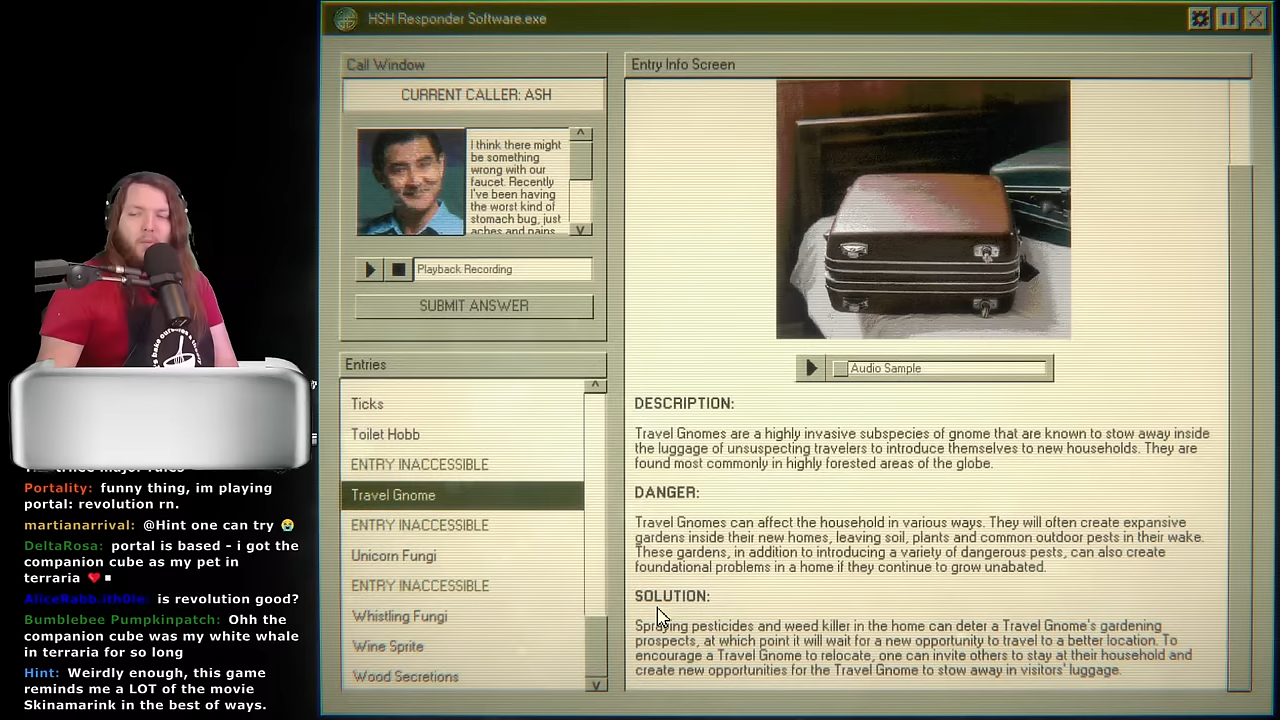 HSH Responder Software.exe
Call Window
CURRENT CALLER: ASH
I think there might
be something
wrong with our
faucet. Recently
I've been having
the worst kind of
stomach bug, just
aches and pains
Playback Recording
SUBMIT ANSWER
Entries
Ticks
Toilet Hobb
ENTRY INACCESSIBLE
Travel Gnome
ENTRY INACCESSIBLE
Unicorn Fungi
ENTRY INACCESSIBLE
Whistling Fungi
Wine Sprite
Wood Secretions
Entry Info Screen
Audio Sample
DESCRIPTION:
Travel Gnomes are a highly invasive subspecies of gnome that are known to stow away inside
the luggage of unsuspecting travelers to introduce themselves to new households. They are
found most commonly in highly forested areas of the globe.
DANGER:
Travel Gnomes can affect the household in various ways. They will often create expansive
gardens inside their new homes, leaving soil, plants and common outdoor pests in their wake.
These gardens, in addition to introducing a variety of dangerous pests, can also create
foundational problems in a home if they continue to grow unabated.
SOLUTION:
Spraying pesticides and weed killer in the home can deter a Travel Gnome's gardening
prospects, at which point it will wait for a new opportunity to travel to a better location. To
encourage a Travel Gnome to relocate, one can invite others to stay at their household and
create new opportunities for the Travel Gnome to stow away in visitors' luggage.
Portality: funny thing, im playing
portal: revolution rn.
martianarrival: @Hint one can try 😭
DeltaRosa: portal is based - i got the
companion cube as my pet in
terraria ❤️
AliceRabb.ith0le: is revolution good?
Bumblebee Pumpkinpatch: Ohh the
companion cube was my white whale
in terraria for so long
Hint: Weirdly enough, this game
reminds me a LOT of the movie
Skinamarink in the best of ways.